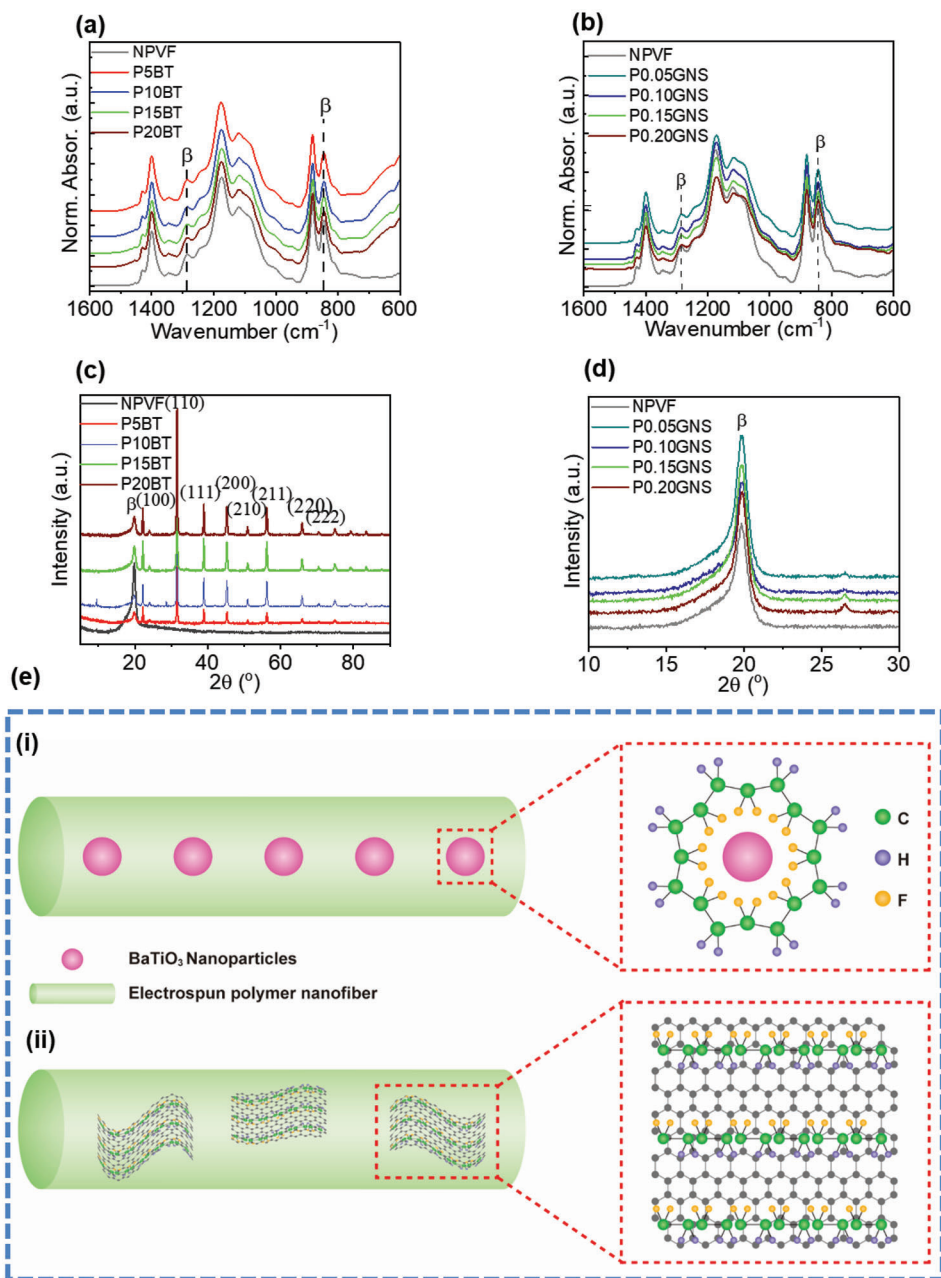 (a)
NPVF
P5BT
P10BT
P15BT
P20BT
β
β
Norm. Absor. (a.u.)
1600 1400 1200 1000 800 600
Wavenumber (cm-1)
(b)
P0.05GNS
P0.10GNS
P0.15GNS
P0.20GNS
NPVF
β
β
Norm. Absor. (a.u.)
1600 1400 1200 1000 800 600
Wavenumber (cm-1)
(c)
NPVF
P5BT
P10BT
P15BT
P20BT
β
(100)
(110)
(111)
(200)
(210)
(211)
(220)
(222)
Intensity (a.u.)
20 40 60 80
2θ (°)
(d)
NPVF
P0.05GNS
P0.10GNS
P0.15GNS
P0.20GNS
β
Intensity (a.u.)
10 15 20 25 30
2θ (°)
(e)
(i)
C
H
F
BaTiO3 Nanoparticles
Electrospun polymer nanofiber
(ii)